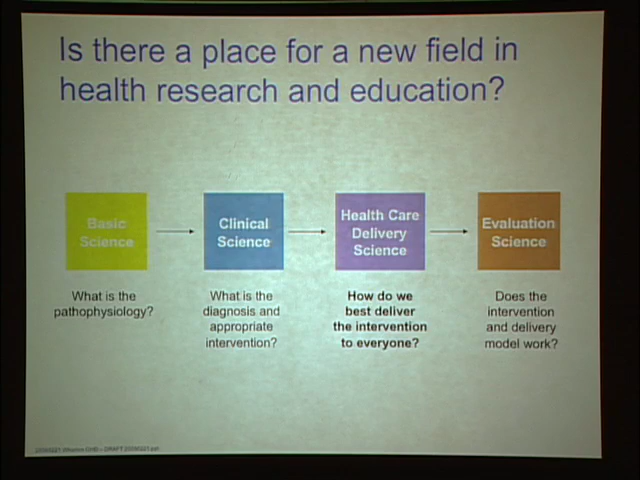 Is there a place for a new field in
health research and education?
Basic
Science
Clinical
Science
Health Care
Delivery
Science
Evaluation
Science
What is the
pathophysiology?
What is the
diagnosis and
appropriate
intervention?
How do we
best deliver
the intervention
to everyone?
Does the
intervention
and delivery
model work?